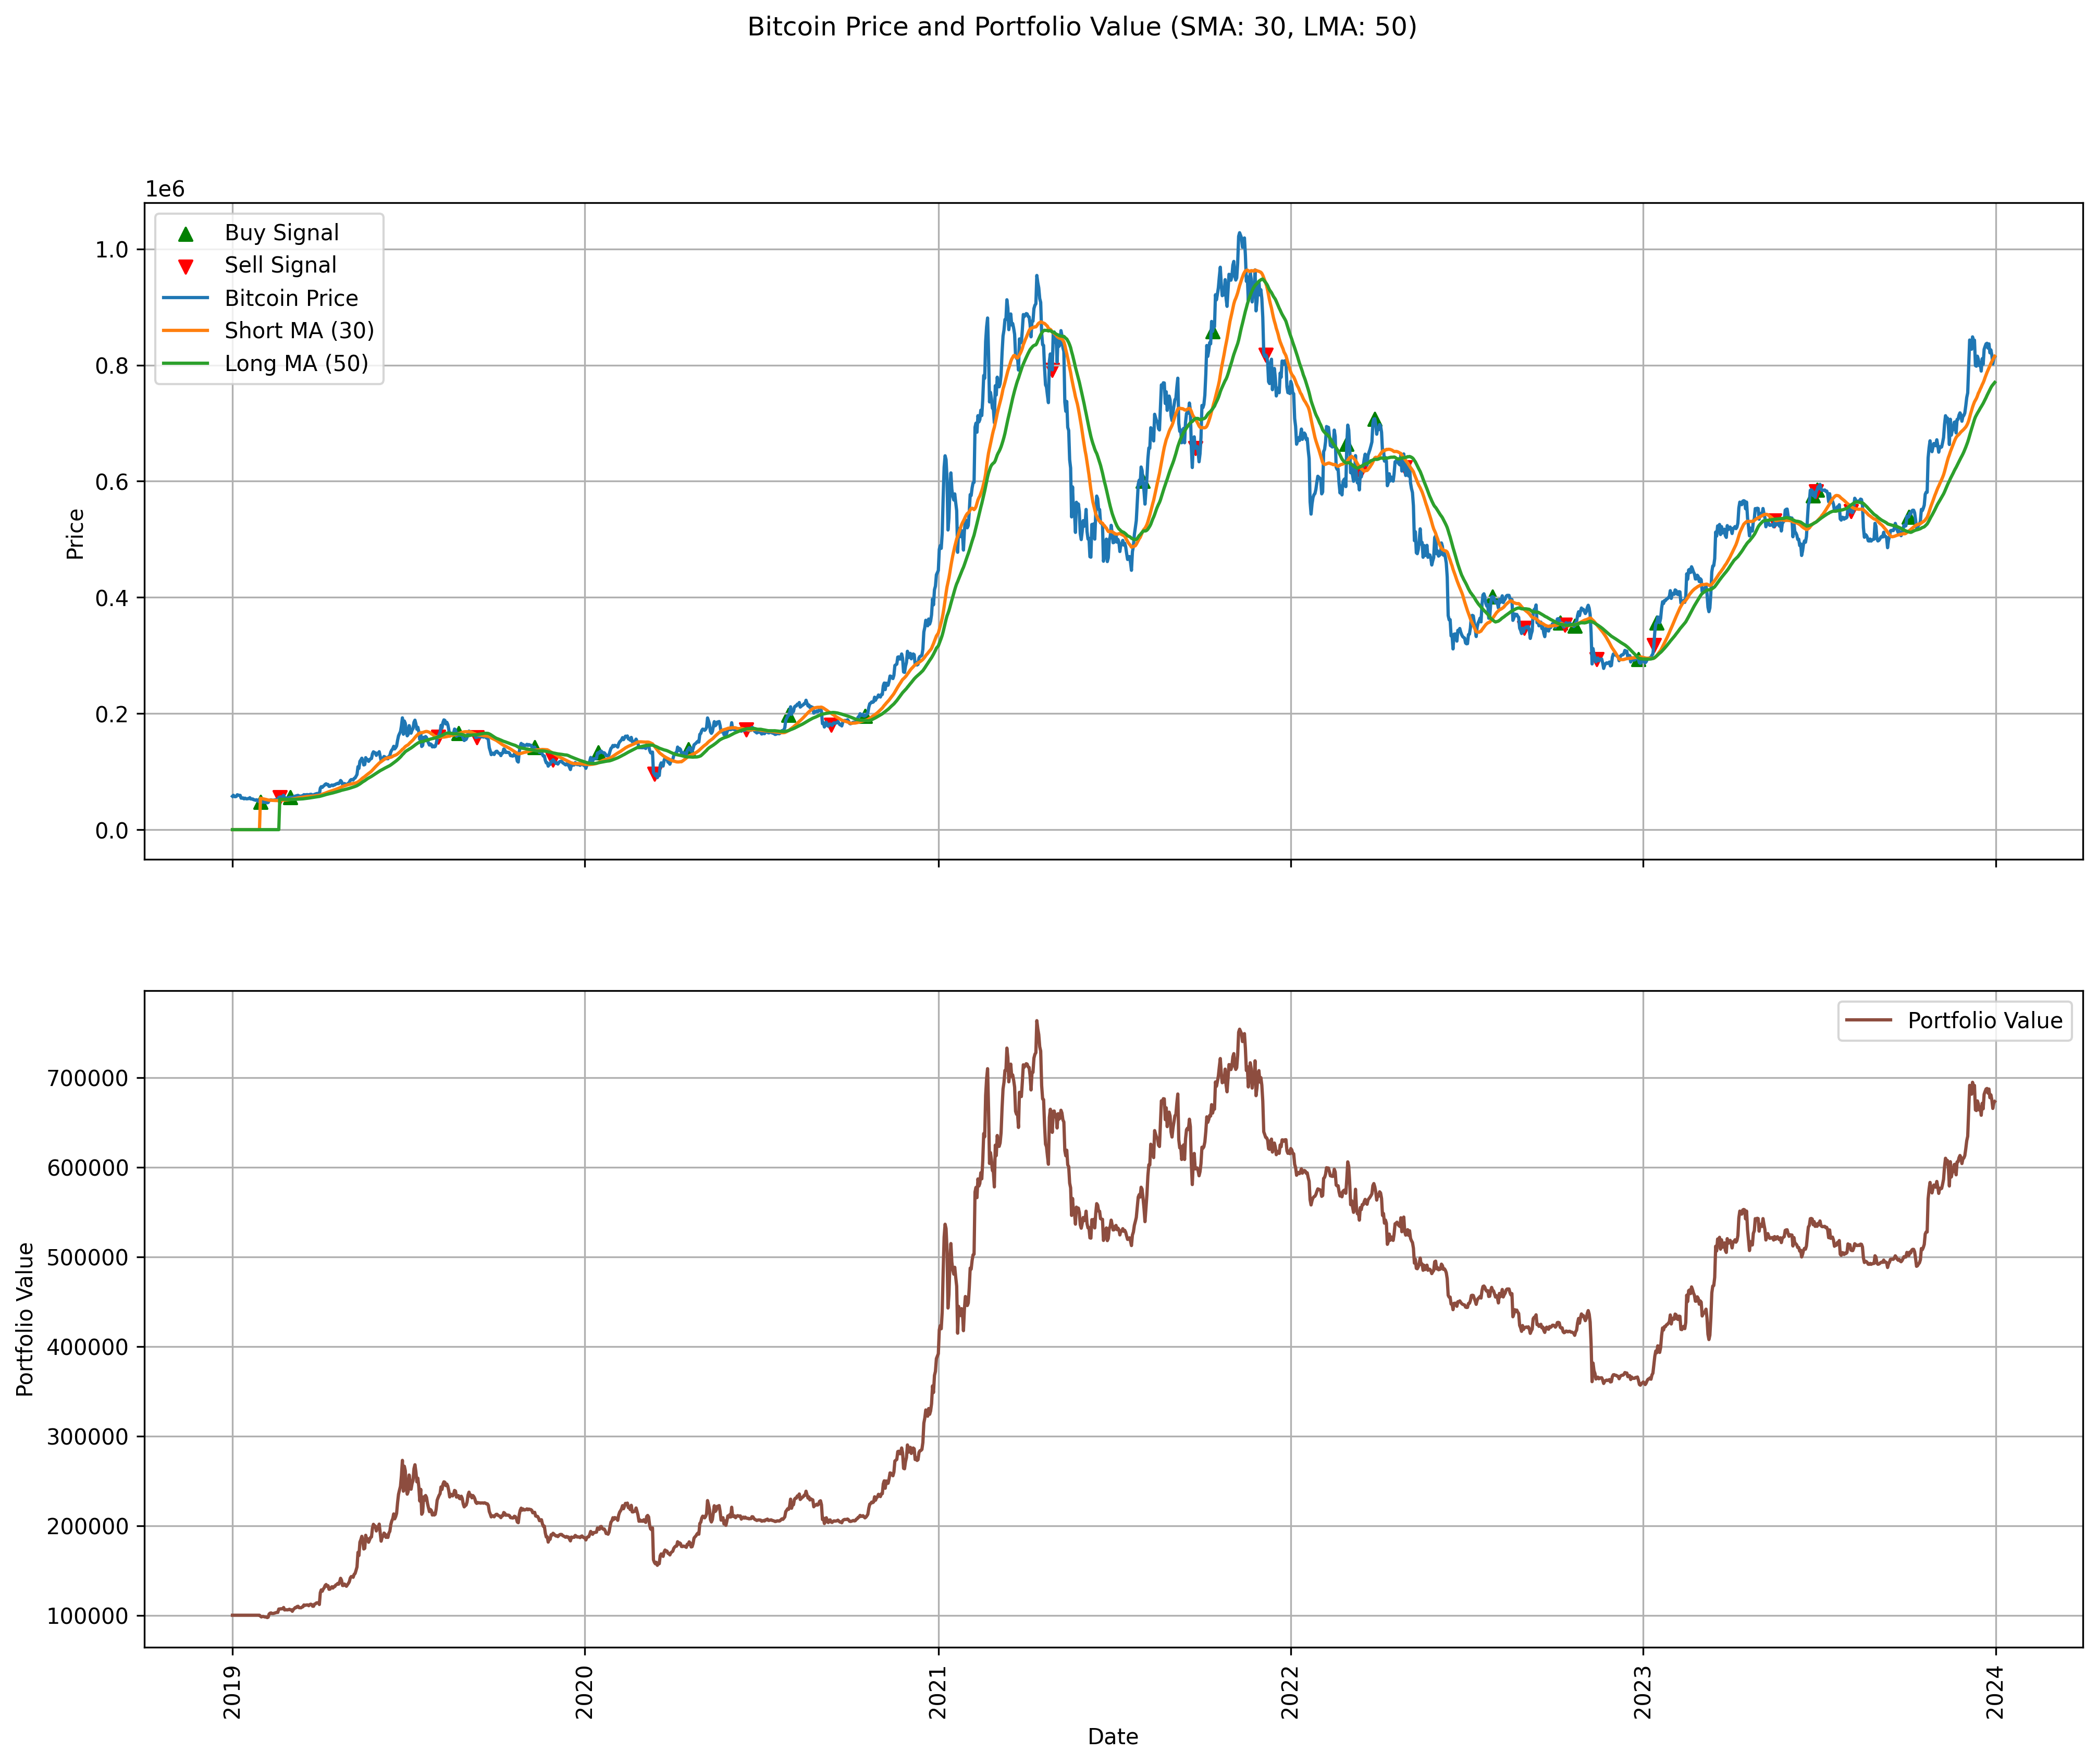 Bitcoin Price and Portfolio Value (SMA: 30, LMA: 50)
1e6
Buy Signal
Sell Signal
Bitcoin Price
Short MA (30)
Long MA (50)
1.0
0.8
0.6
0.4
0.2
0.0
Price
Portfolio Value
700000
600000
500000
400000
300000
200000
100000
Portfolio Value
2019
2020
2021
2022
2023
2024
Date